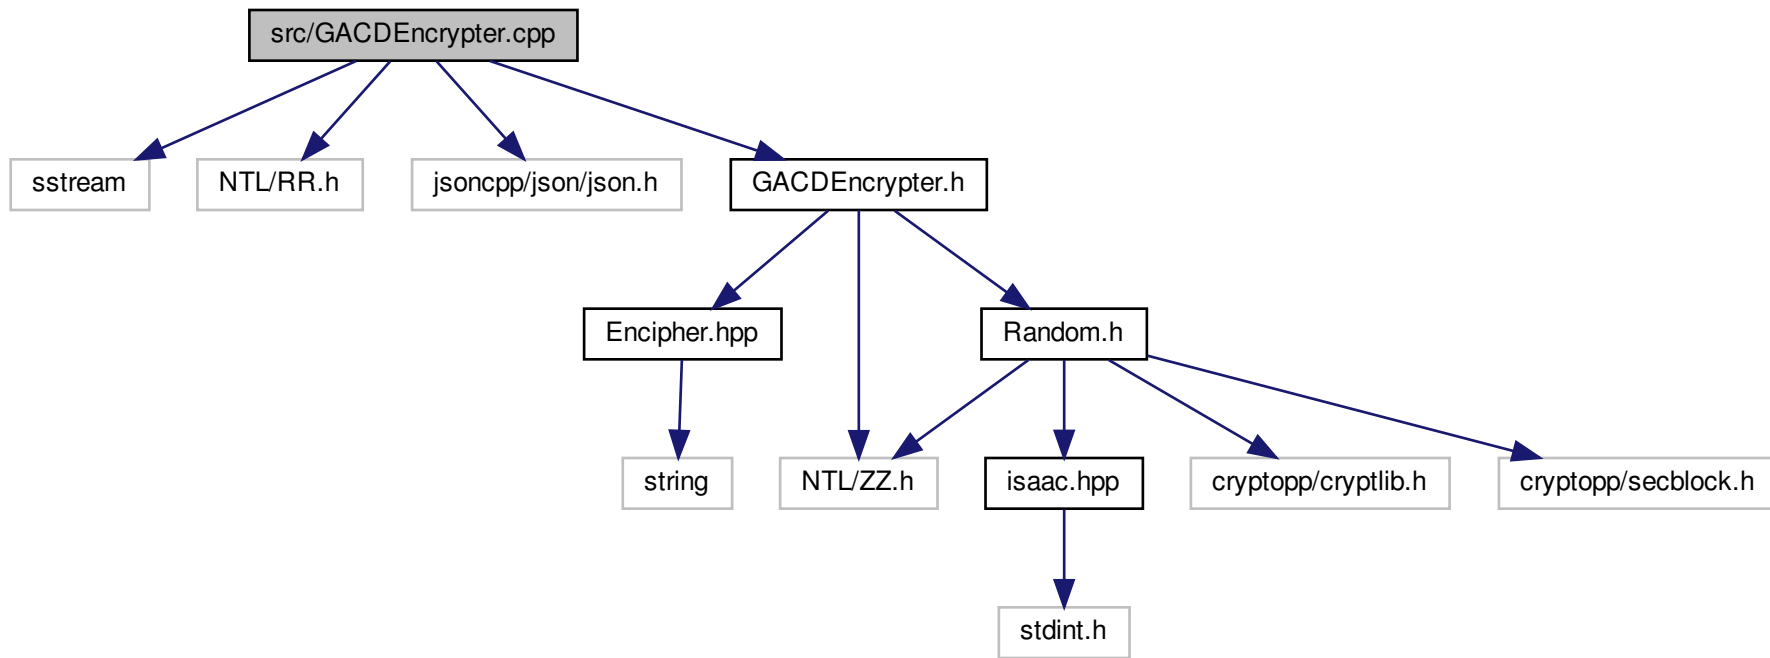 src/GACDEncrypter.cpp
sstream
NTL/RR.h
jsoncpp/json/json.h
GACDEncrypter.h
Encipher.hpp
Random.h
string
NTL/ZZ.h
isaac.hpp
cryptopp/cryptlib.h
cryptopp/secblock.h
stdint.h